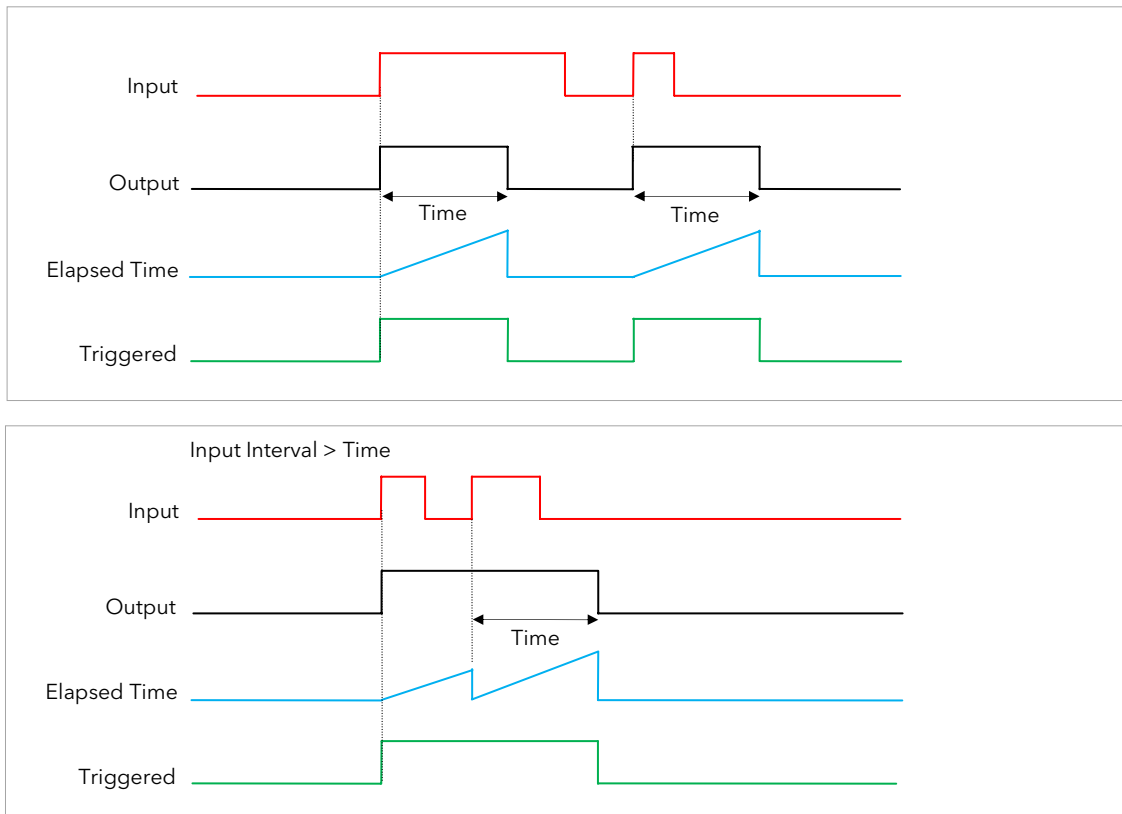 Input
Output
Time
Time
Elapsed Time
Triggered
Input Interval > Time
Input
Output
Time
Elapsed Time
Triggered